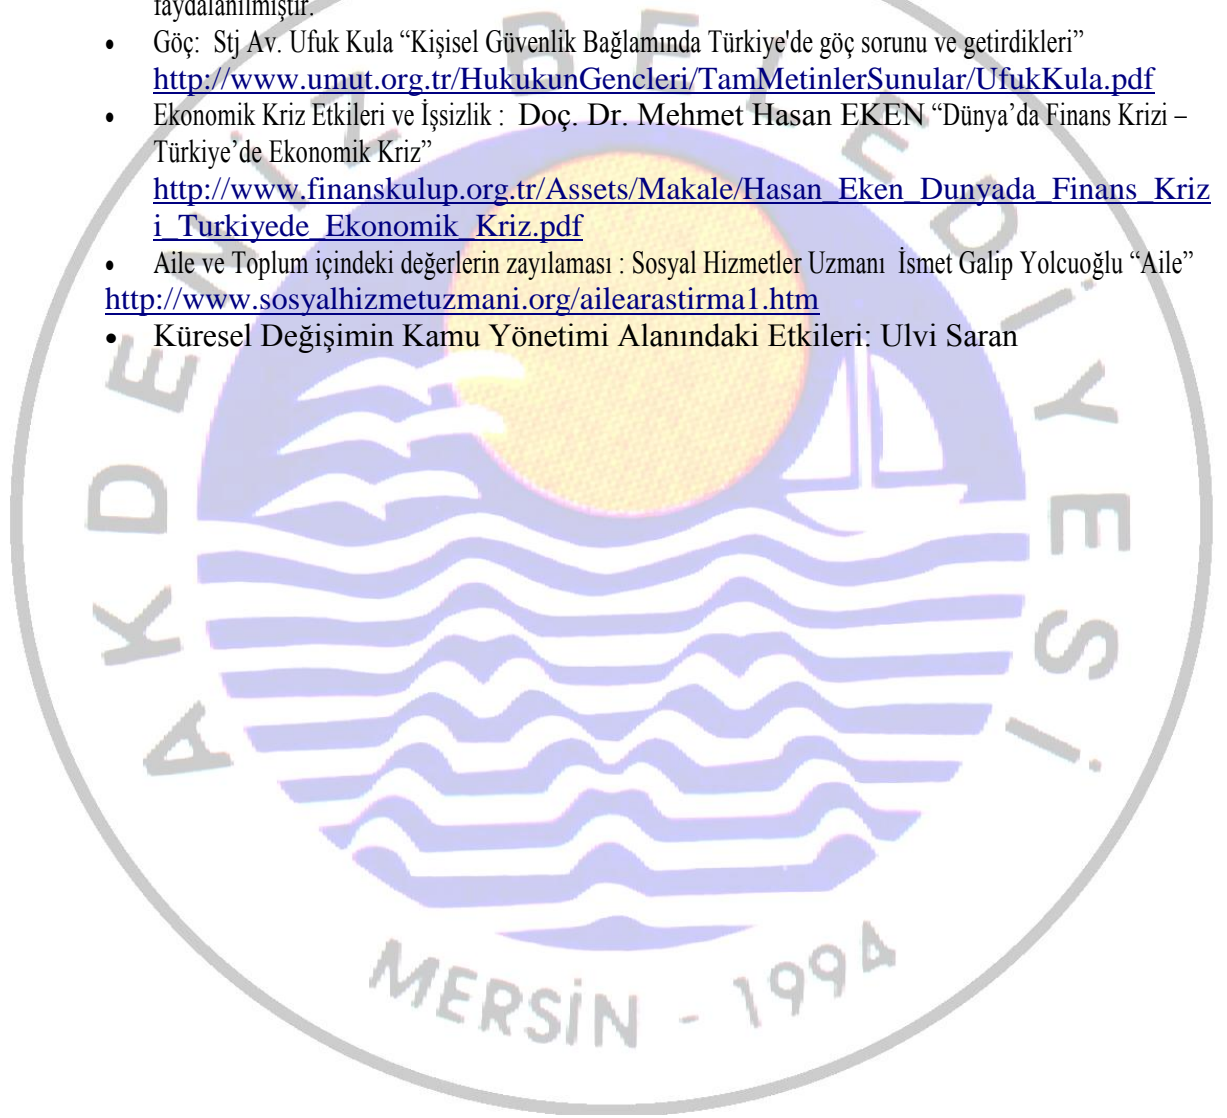 faydalanılmıştır.
• Göç: Stj Av. Ufuk Kula “Kişisel Güvenlik Bağlamında Türkiye'de göç sorunu ve getirdikleri”
http://www.umut.org.tr/HukukunGencleri/TamMetinlerSunular/UfukKula.pdf
• Ekonomik Kriz Etkileri ve İşsizlik : Doç. Dr. Mehmet Hasan EKEN “Dünya’da Finans Krizi –
Türkiye’de Ekonomik Kriz”
http://www.finanskulup.org.tr/Assets/Makale/Hasan_Eken_Dunyada_Finans_Kriz
i_Turkiyede_Ekonomik_Kriz.pdf
• Aile ve Toplum içindeki değerlerin zayılaması : Sosyal Hizmetler Uzmanı İsmet Galip Yolcuoğlu “Aile”
http://www.sosyalhizmetuzmani.org/ailearastirma1.htm
• Küresel Değişimin Kamu Yönetimi Alanındaki Etkileri: Ulvi Saran
AKDENİZ BELEDİYESİ
MERSİN - 1994